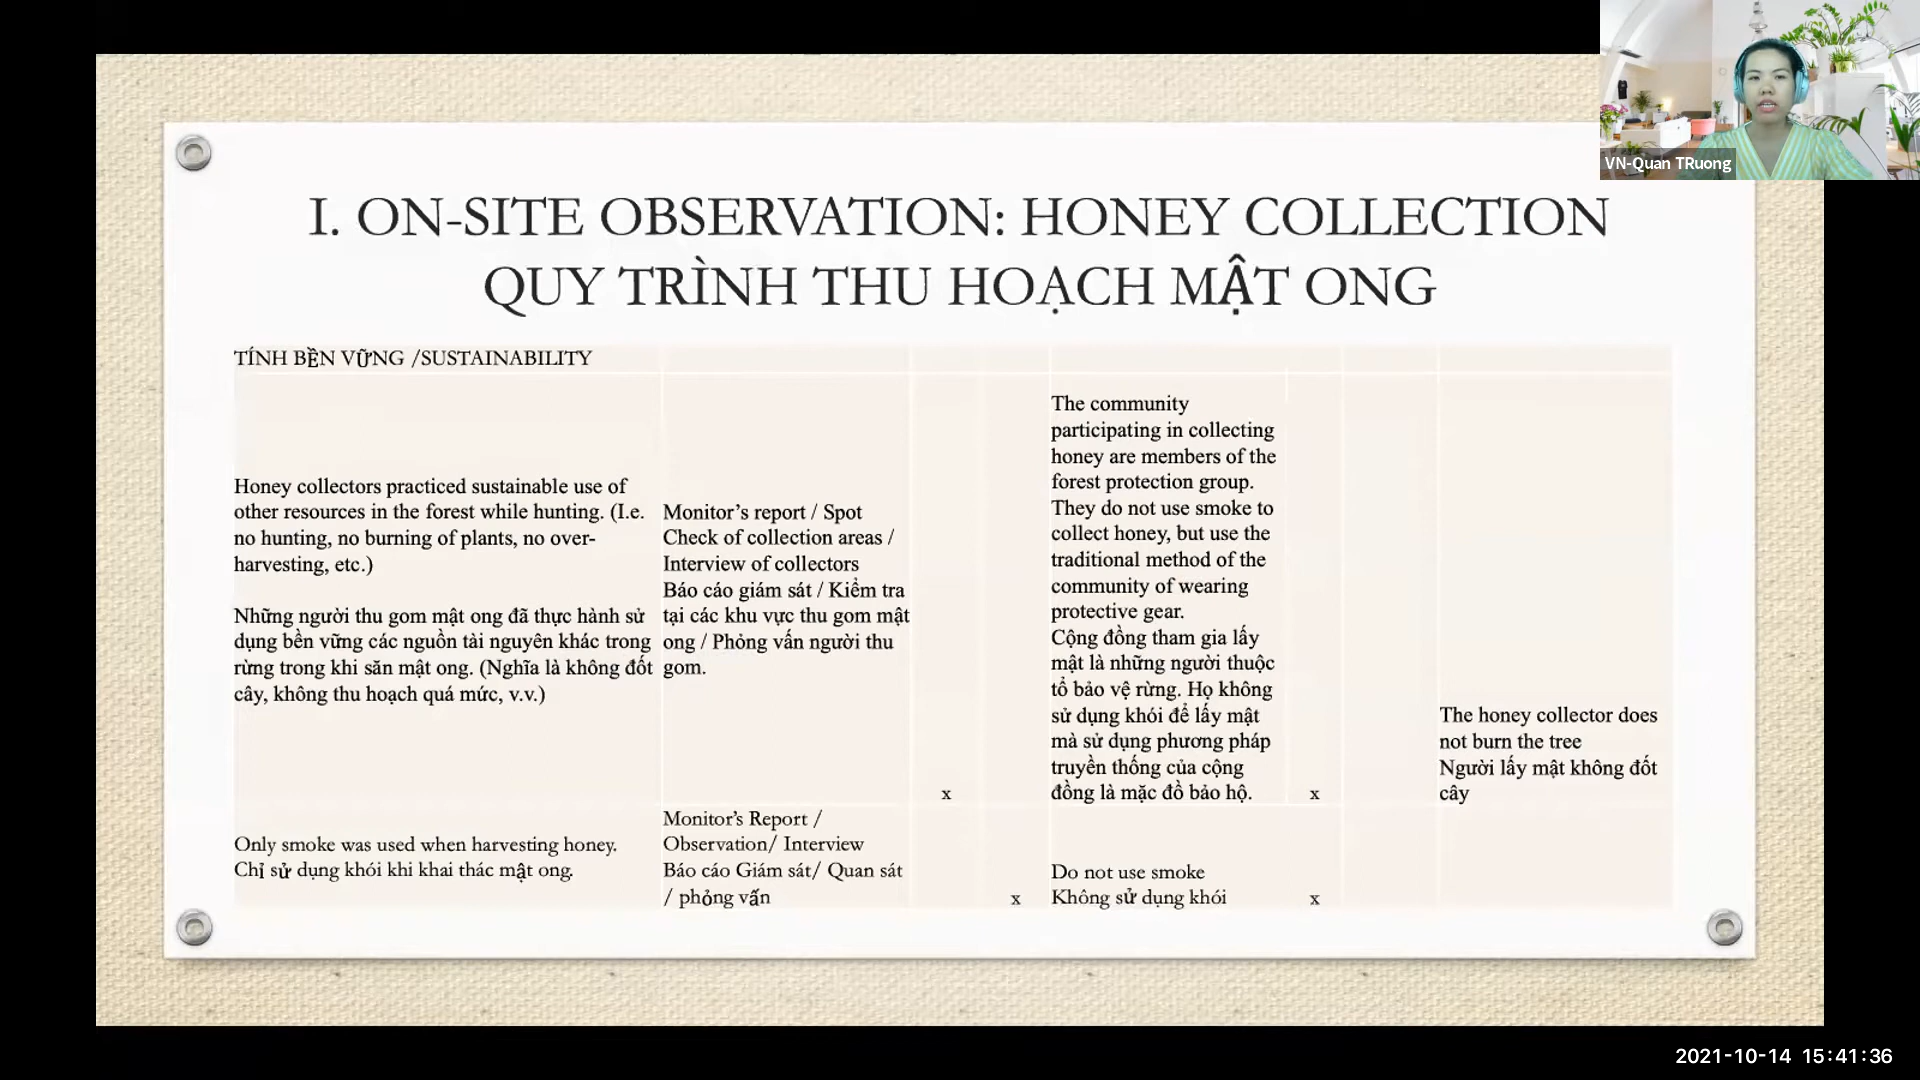 VN-Quan TRuong
I. ON-SITE OBSERVATION: HONEY COLLECTION
QUY TRÌNH THU HOẠCH MẬT ONG
TÍNH BỀN VỮNG /SUSTAINABILITY
Honey collectors practiced sustainable use of
other resources in the forest while hunting. (I.e.
no hunting, no burning of plants, no over-
harvesting, etc.)
Những người thu gom mật ong đã thực hành sử
dụng bền vững các nguồn tài nguyên khác trong
rừng trong khi săn mật ong. (Nghĩa là không đốt
cây, không thu hoạch quá mức, v.v.)
Monitor’s report / Spot
Check of collection areas /
Interview of collectors
Báo cáo giám sát / Kiểm tra
tại các khu vực thu gom mật
ong / Phỏng vấn người thu
gom.
x
The community
participating in collecting
honey are members of the
forest protection group.
They do not use smoke to
collect honey, but use the
traditional method of the
community of wearing
protective gear.
Cộng đồng tham gia lấy
mật là những người thuộc
tổ bảo vệ rừng. Họ không
sử dụng khói để lấy mật
mà sử dụng phương pháp
truyền thống của cộng
đồng là mặc đồ bảo hộ.
x
The honey collector does
not burn the tree
Người lấy mật không đốt
cây
Only smoke was used when harvesting honey.
Chỉ sử dụng khói khi khai thác mật ong.
Monitor’s Report /
Observation/ Interview
Báo cáo Giám sát/ Quan sát
/ phỏng vấn
x
Do not use smoke
Không sử dụng khói
x
2021-10-14 15:41:36